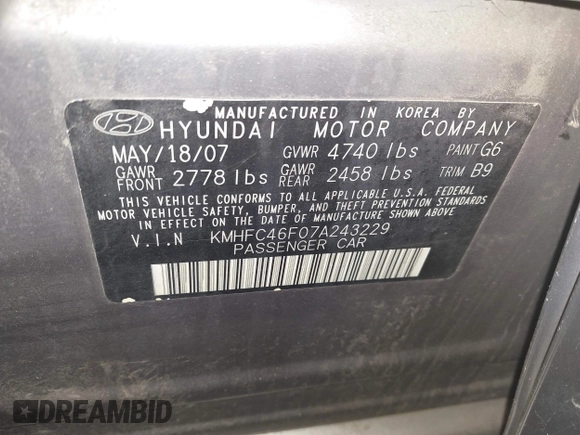 MANUFACTURED IN KOREA BY
HYUNDAI MOTOR COMPANY
MAY/18/07 GVWR 4740 lbs PAINT G6
GAWR FRONT 2778 lbs GAWR REAR 2458 lbs TRIM B9
THIS VEHICLE CONFORMS TO ALL APPLICABLE U.S.A. FEDERAL
MOTOR VEHICLE SAFETY, BUMPER, AND THEFT PREVENTION STANDARDS
IN EFFECT ON THE DATE OF MANUFACTURE SHOWN ABOVE.
V.I.N KMHFC46F07A243229
PASSENGER CAR
DREAMBID